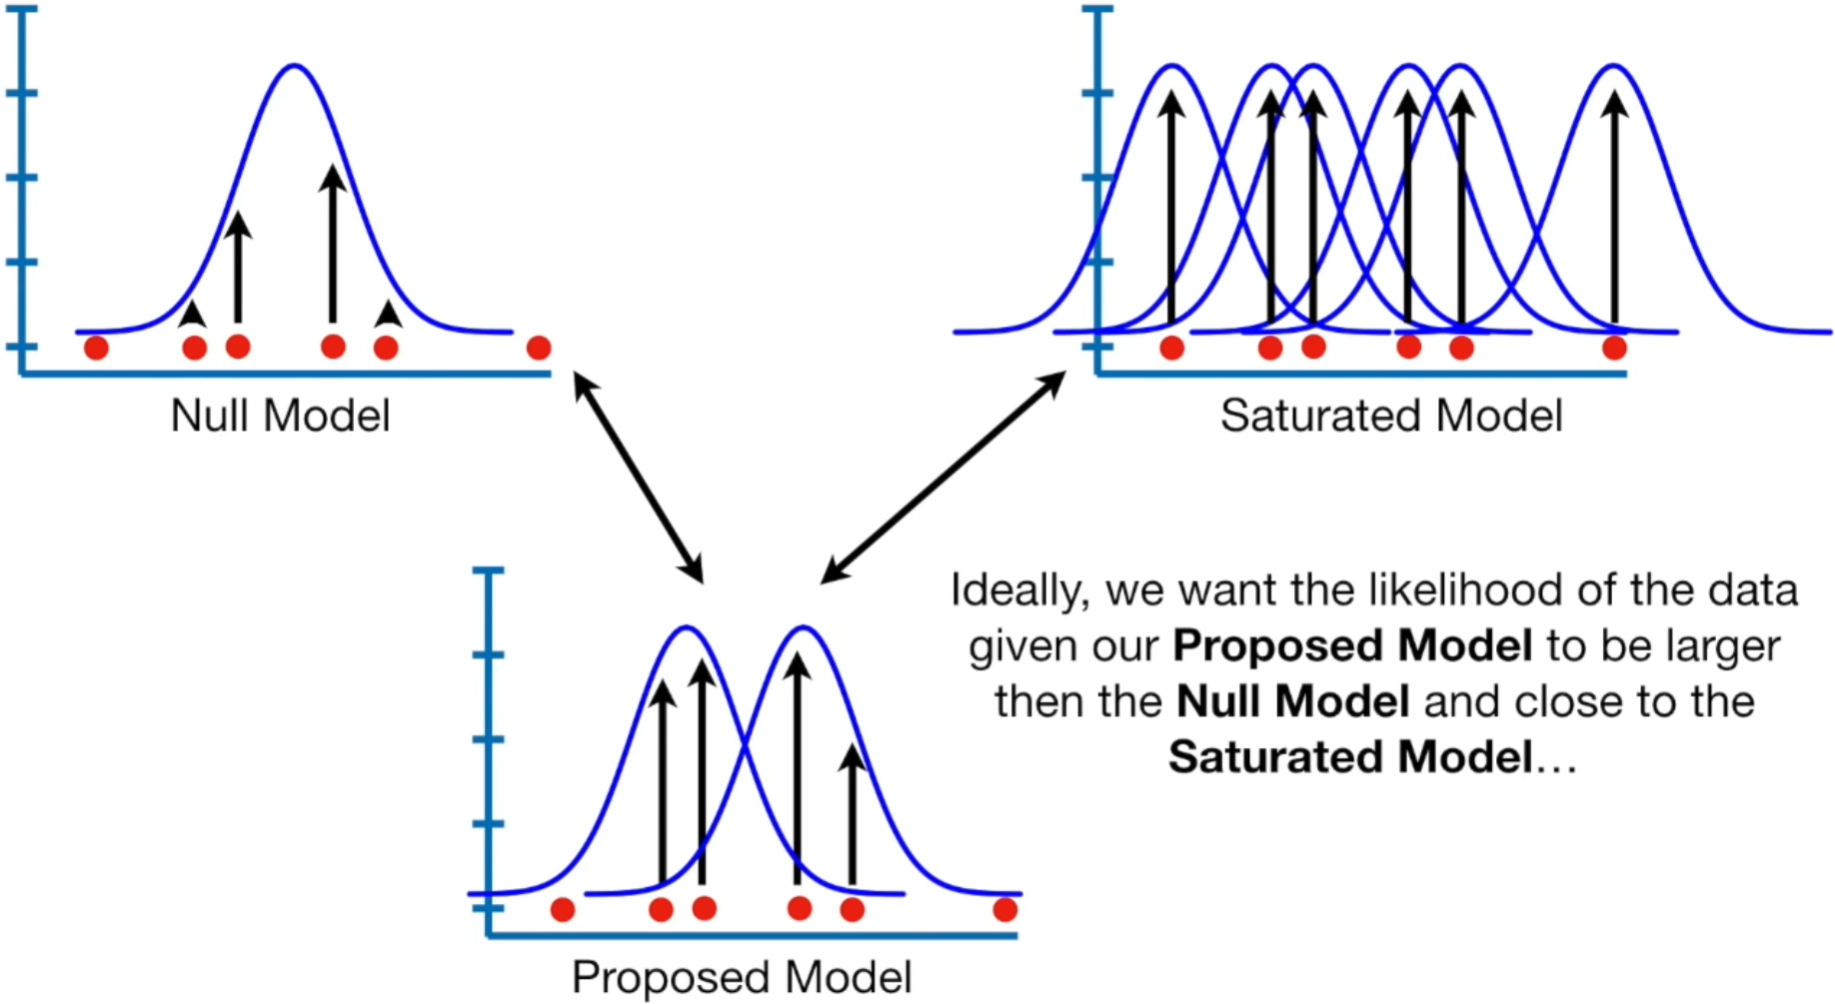 Null Model
Saturated Model
Ideally, we want the likelihood of the data
given our Proposed Model to be larger
then the Null Model and close to the
Saturated Model…
Proposed Model